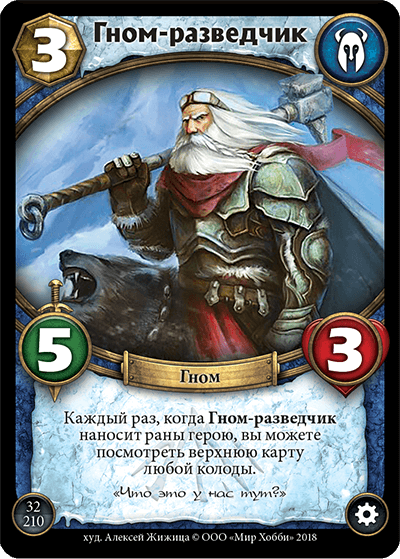 3
Гном-разведчик
5
3
Гном
Каждый раз, когда Гном-разведчик
наносит раны герою, вы можете
посмотреть верхнюю карту
любой колоды.
«Что это у нас тут?»
32
210
худ. Алексей Жижица © ООО «Мир Хобби» 2018